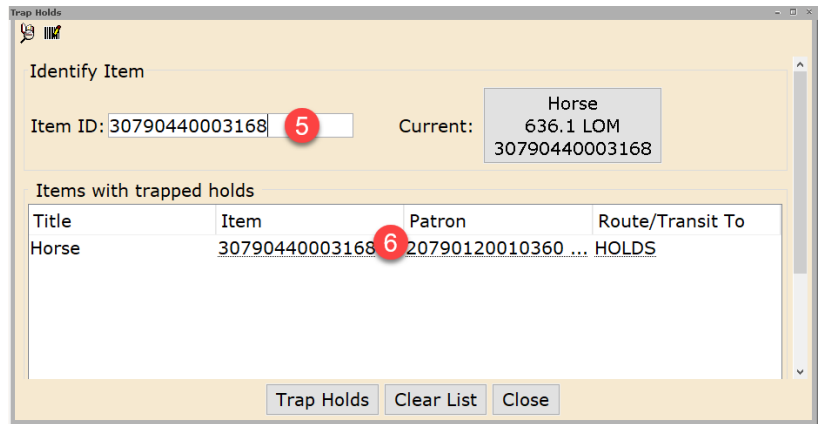 Trap Holds
Identify Item
Item ID: 30790440003168 5 Current: Horse
636.1 LOM
30790440003168
Items with trapped holds
Title Item Patron Route/Transit To
Horse 30790440003168 6 20790120010360 ... HOLDS
Trap Holds Clear List Close